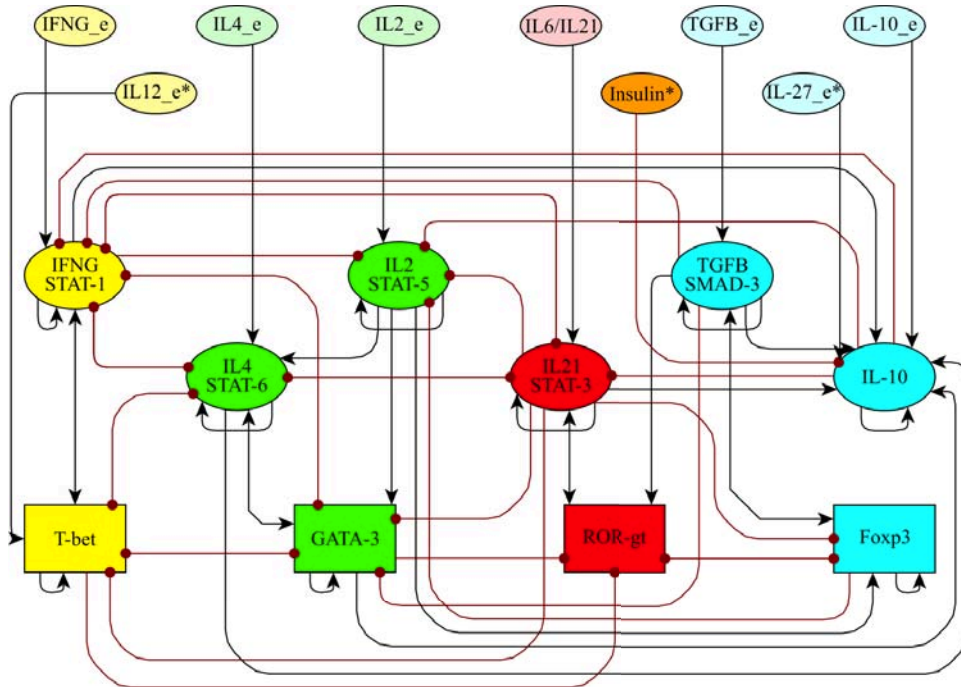 IFNG_e
IL4_e
IL2_e
IL6/IL21
TGFB_e
IL-10_e
IL12_e*
Insulin*
IL-27_e*
IFNG
STAT-1
IL2
STAT-5
TGFB
SMAD-3
IL4
STAT-6
IL21
STAT-3
IL-10
T-bet
GATA-3
ROR-gt
Foxp3